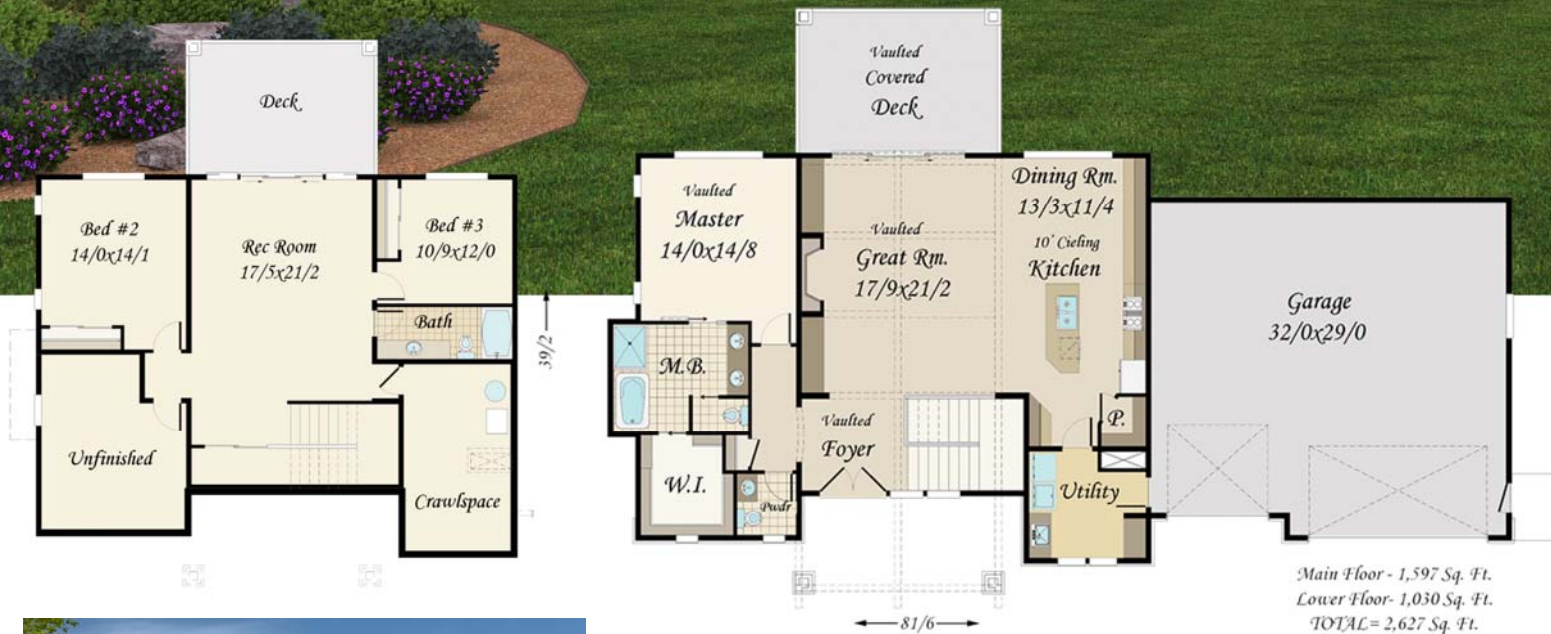 Deck
Bed #2
14/0x14/1
Rec Room
17/5x21/2
Bed #3
10/9x12/0
Bath
Unfinished
Crawlspace
39/2
Vaulted
Covered
Deck
Vaulted
Master
14/0x14/8
Vaulted
Great Rm.
17/9x21/2
Dining Rm.
13/3x11/4
10' Cieling
Kitchen
Garage
32/0x29/0
M.B.
Vaulted
Foyer
P.
W.I.
Pwdr
Utility
81/6
Main Floor - 1,597 Sq. Ft.
Lower Floor- 1,030 Sq. Ft.
TOTAL= 2,627 Sq. Ft.